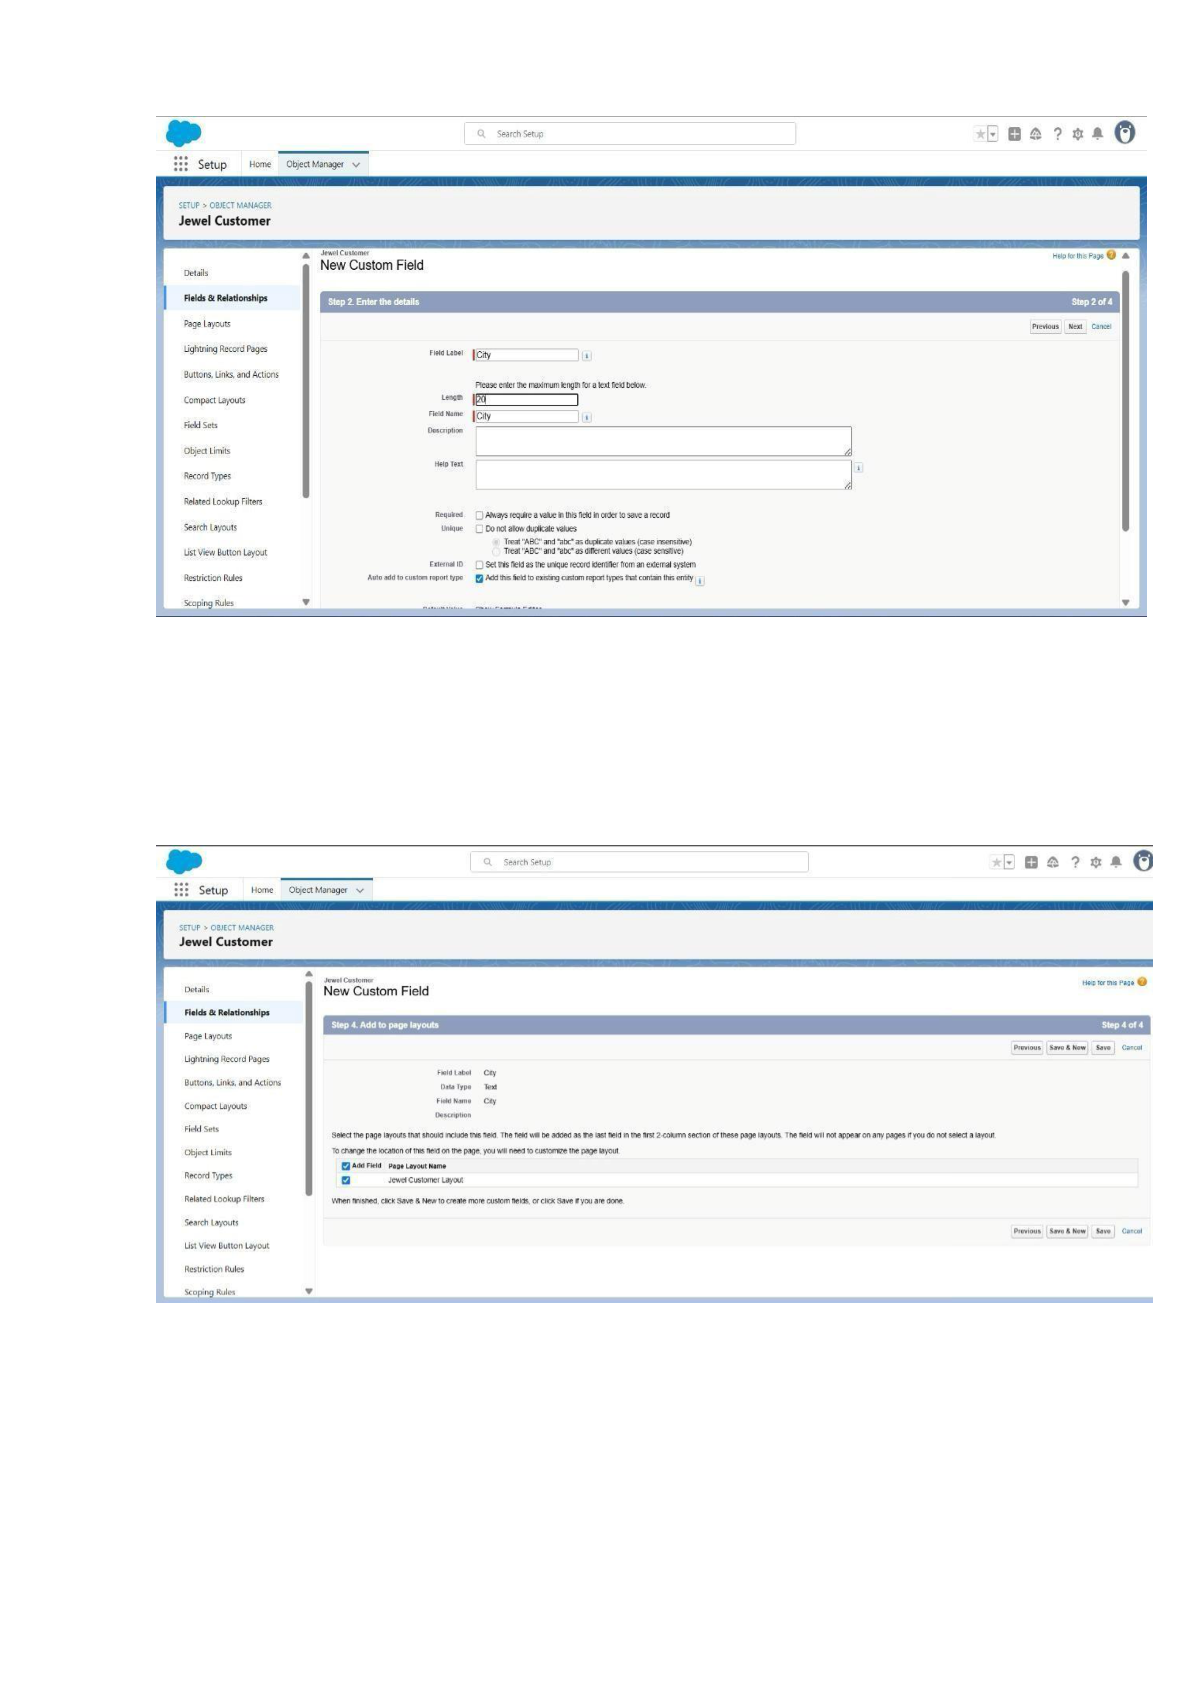 Search Setup
Setup Home Object Manager
SETUP > OBJECT MANAGER
Jewel Customer
Details
Fields & Relationships
Page Layouts
Lightning Record Pages
Buttons, Links, and Actions
Compact Layouts
Field Sets
Object Limits
Record Types
Related Lookup Filters
Search Layouts
List View Button Layout
Restriction Rules
Scoping Rules
Jewel Customer
New Custom Field
Help for this Page
Step 2. Enter the details Step 2 of 4
Previous Next Cancel
Field Label City
Please enter the maximum length for a text field below.
Length 20
Field Name City
Description
Help Text
Required Always require a value in this field in order to save a record
Unique Do not allow duplicate values
Treat "ABC" and "abc" as duplicate values (case insensitive)
Treat "ABC" and "abc" as different values (case sensitive)
External ID Set this field as the unique record identifier from an external system
Auto add to custom report type Add this field to existing custom report types that contain this entity
Search Setup
Setup Home Object Manager
SETUP > OBJECT MANAGER
Jewel Customer
Details
Fields & Relationships
Page Layouts
Lightning Record Pages
Buttons, Links, and Actions
Compact Layouts
Field Sets
Object Limits
Record Types
Related Lookup Filters
Search Layouts
List View Button Layout
Restriction Rules
Scoping Rules
Jewel Customer
New Custom Field
Help for this Page
Step 4. Add to page layouts Step 4 of 4
Previous Save & New Save Cancel
Field Label City
Data Type Text
Field Name City
Description
Select the page layouts that should include this field. The field will be added as the last field in the first 2-column section of these page layouts. The field will not appear on any pages if you do not select a layout.
To change the location of this field on the page, you will need to customize the page layout.
Add Field Page Layout Name
Jewel Customer Layout
When finished, click Save & New to create more custom fields, or click Save if you are done.
Previous Save & New Save Cancel